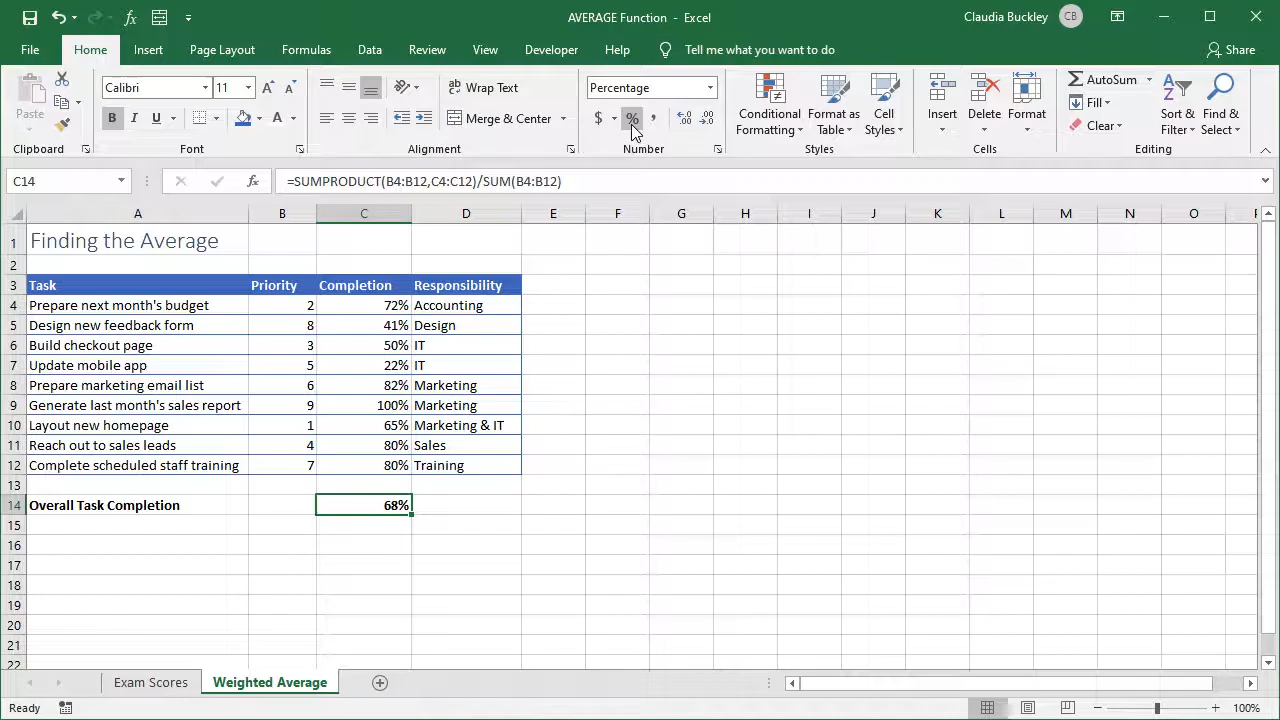 AVERAGE Function - Excel
Claudia Buckley CB
File Home Insert Page Layout Formulas Data Review View Developer Help Tell me what you want to do Share
Calibri 11 Wrap Text Percentage AutoSum
Paste B I U Merge & Center $ % , Conditional Formatting Format as Table Cell Styles Insert Delete Format Fill Clear Sort & Filter Find & Select
Clipboard Font Alignment Number Styles Cells Editing
C14 fx =SUMPRODUCT(B4:B12,C4:C12)/SUM(B4:B12)
A B C D E F G H I J K L M N O P
1 Finding the Average
2
3 Task Priority Completion Responsibility
4 Prepare next month's budget 2 72% Accounting
5 Design new feedback form 8 41% Design
6 Build checkout page 3 50% IT
7 Update mobile app 5 22% IT
8 Prepare marketing email list 6 82% Marketing
9 Generate last month's sales report 9 100% Marketing
10 Layout new homepage 1 65% Marketing & IT
11 Reach out to sales leads 4 80% Sales
12 Complete scheduled staff training 7 80% Training
13
14 Overall Task Completion 68%
15
16
17
18
19
20
21
22
Exam Scores Weighted Average
Ready 100%